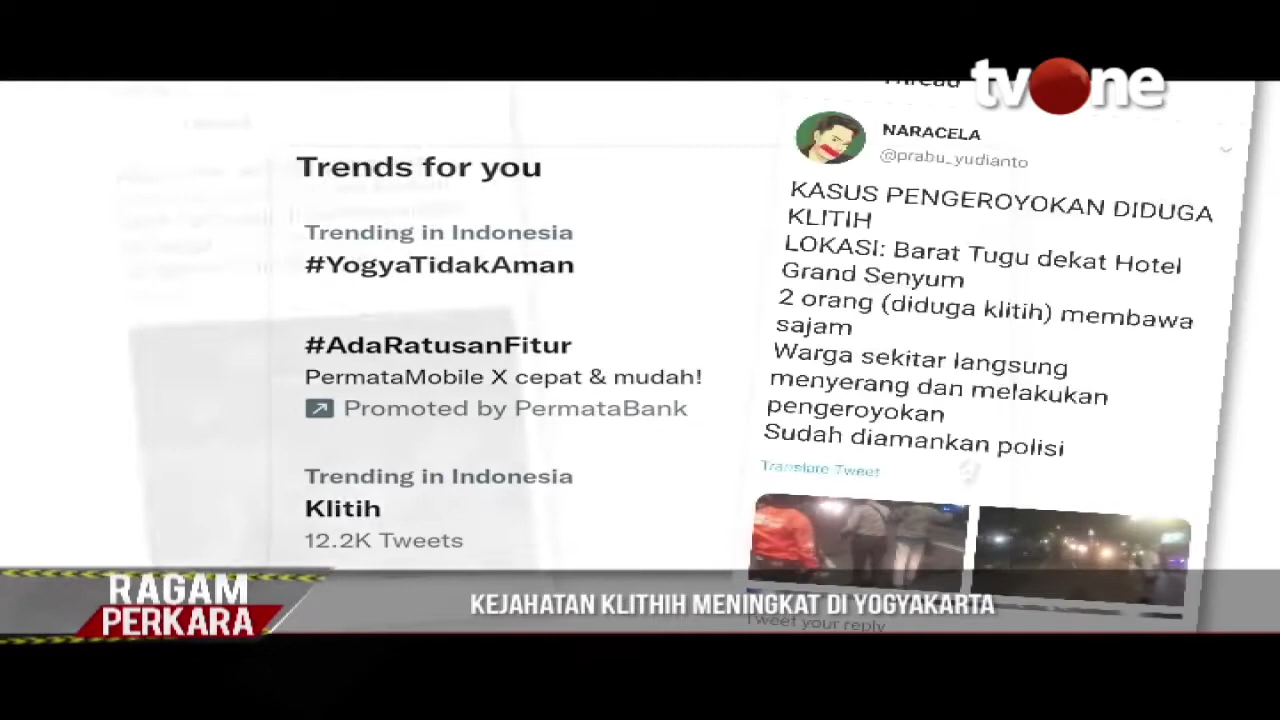 tvOne
Thread
Trends for you
Trending in Indonesia
#YogyaTidakAman
#AdaRatusanFitur
PermataMobile X cepat & mudah!
Promoted by PermataBank
Trending in Indonesia
Klitih
12.2K Tweets
NARACELA
@prabu_yudianto
KASUS PENGEROYOKAN DIDUGA
KLITIH
LOKASI: Barat Tugu dekat Hotel
Grand Senyum
2 orang (diduga klitih) membawa
sajam
Warga sekitar langsung
menyerang dan melakukan
pengeroyokan
Sudah diamankan polisi
Translate Tweet
Tweet your reply
RAGAM
PERKARA
KEJAHATAN KLITHIH MENINGKAT DI YOGYAKARTA